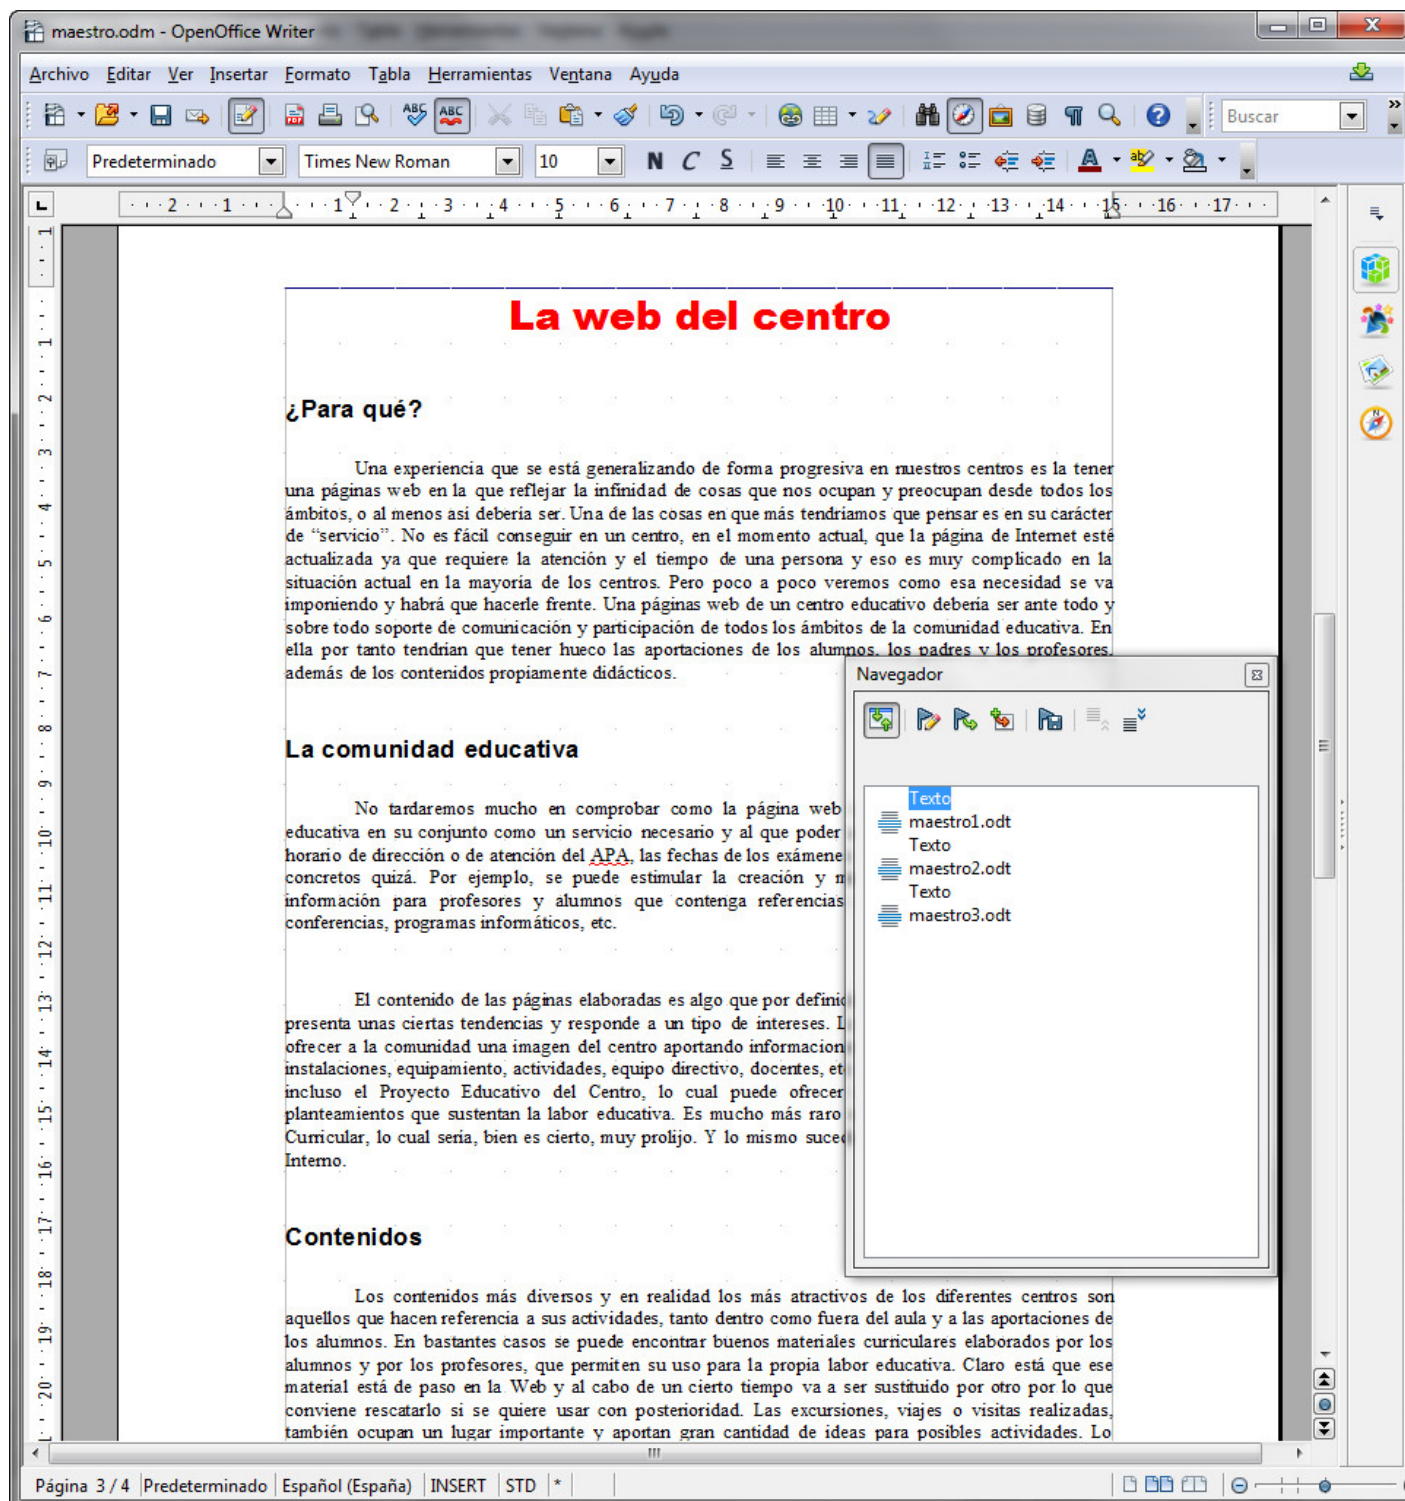 maestro.odm - OpenOffice Writer
Archivo Editar Ver Insertar Formato Tabla Herramientas Ventana Ayuda
Buscar
Predeterminado Times New Roman 10 N C S
2 1 1 2 3 4 5 6 7 8 9 10 11 12 13 14 15 16 17
La web del centro
¿Para qué?
Una experiencia que se está generalizando de forma progresiva en nuestros centros es la tener
una páginas web en la que reflejar la infinidad de cosas que nos ocupan y preocupan desde todos los
ámbitos, o al menos así debería ser. Una de las cosas en que más tendríamos que pensar es en su carácter
de “servicio”. No es fácil conseguir en un centro, en el momento actual, que la página de Internet esté
actualizada ya que requiere la atención y el tiempo de una persona y eso es muy complicado en la
situación actual en la mayoría de los centros. Pero poco a poco veremos como esa necesidad se va
imponiendo y habrá que hacerle frente. Una páginas web de un centro educativo debería ser ante todo y
sobre todo soporte de comunicación y participación de todos los ámbitos de la comunidad educativa. En
ella por tanto tendrían que tener hueco las aportaciones de los alumnos, los padres y los profesores,
además de los contenidos propiamente didácticos.
La comunidad educativa
No tardaremos mucho en comprobar como la página web
educativa en su conjunto como un servicio necesario y al que poder
horario de dirección o de atención del APA, las fechas de los exámene
concretos quizá. Por ejemplo, se puede estimular la creación y m
información para profesores y alumnos que contenga referencias
conferencias, programas informáticos, etc.
El contenido de las páginas elaboradas es algo que por definic
presenta unas ciertas tendencias y responde a un tipo de intereses. L
ofrecer a la comunidad una imagen del centro aportando informacion
instalaciones, equipamiento, actividades, equipo directivo, docentes, et
incluso el Proyecto Educativo del Centro, lo cual puede ofrecer
planteamientos que sustentan la labor educativa. Es mucho más raro
Curricular, lo cual sería, bien es cierto, muy prolijo. Y lo mismo suced
Interno.
Contenidos
Los contenidos más diversos y en realidad los más atractivos de los diferentes centros son
aquellos que hacen referencia a sus actividades, tanto dentro como fuera del aula y a las aportaciones de
los alumnos. En bastantes casos se puede encontrar buenos materiales curriculares elaborados por los
alumnos y por los profesores, que permiten su uso para la propia labor educativa. Claro está que ese
material está de paso en la Web y al cabo de un cierto tiempo va a ser sustituido por otro por lo que
conviene rescatarlo si se quiere usar con posterioridad. Las excursiones, viajes o visitas realizadas,
también ocupan un lugar importante y aportan gran cantidad de ideas para posibles actividades. Lo
Navegador
Texto
maestro1.odt
Texto
maestro2.odt
Texto
maestro3.odt
Página 3 / 4 Predeterminado Español (España) INSERT STD *